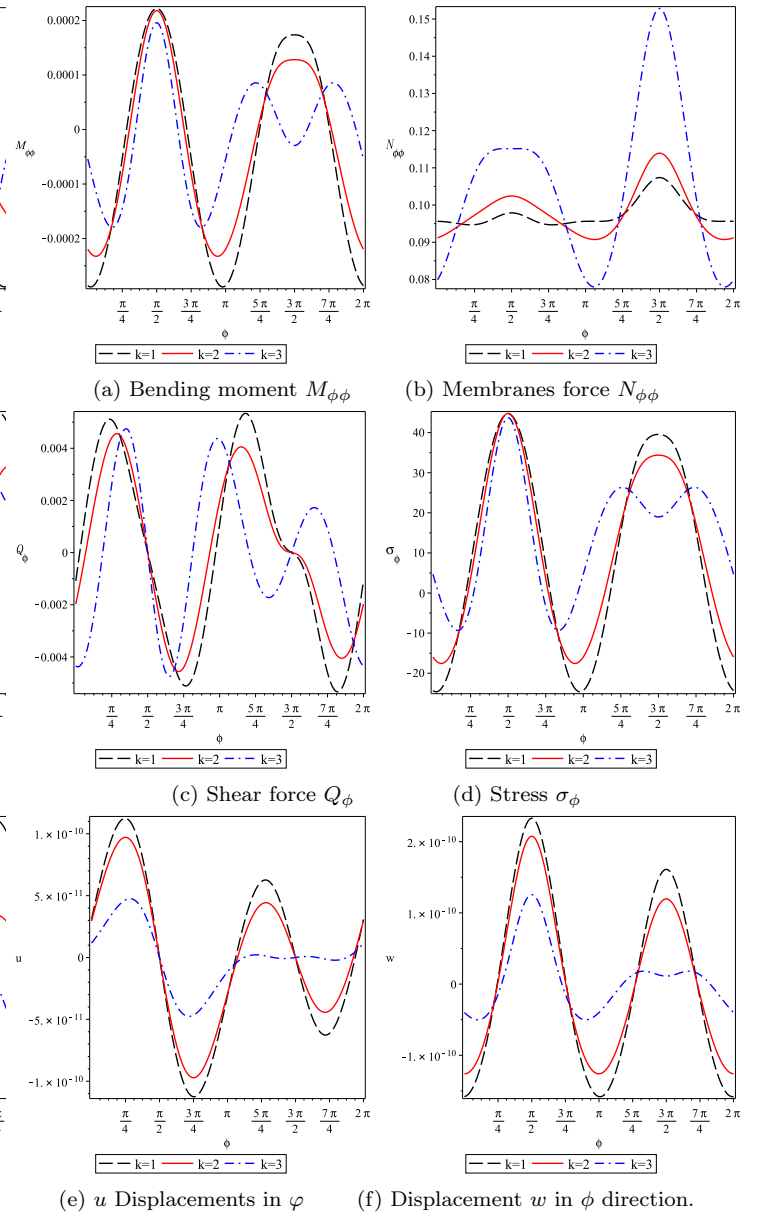 0.0002
0.0001
0
-0.0001
-0.0002
M_ϕϕ
π/4 π/2 3π/4 π 5π/4 3π/2 7π/4 2π
ϕ
k=1 k=2 k=3
0.15
0.14
0.13
0.12
0.11
0.10
0.09
0.08
N_ϕϕ
π/4 π/2 3π/4 π 5π/4 3π/2 7π/4 2π
ϕ
k=1 k=2 k=3
(a) Bending moment M_ϕϕ
(b) Membranes force N_ϕϕ
0.004
0.002
0
-0.002
-0.004
Q_ϕ
π/4 π/2 3π/4 π 5π/4 3π/2 7π/4 2π
ϕ
k=1 k=2 k=3
40
30
20
10
0
-10
-20
σ_ϕ
π/4 π/2 3π/4 π 5π/4 3π/2 7π/4 2π
ϕ
k=1 k=2 k=3
(c) Shear force Q_ϕ
(d) Stress σ_ϕ
1.×10^-10
5.×10^-11
0
-5.×10^-11
-1.×10^-10
u
π/4 π/2 3π/4 π 5π/4 3π/2 7π/4 2π
ϕ
k=1 k=2 k=3
2.×10^-10
1.×10^-10
0
-1.×10^-10
w
π/4 π/2 3π/4 π 5π/4 3π/2 7π/4 2π
ϕ
k=1 k=2 k=3
(e) u Displacements in φ
(f) Displacement w in ϕ direction.